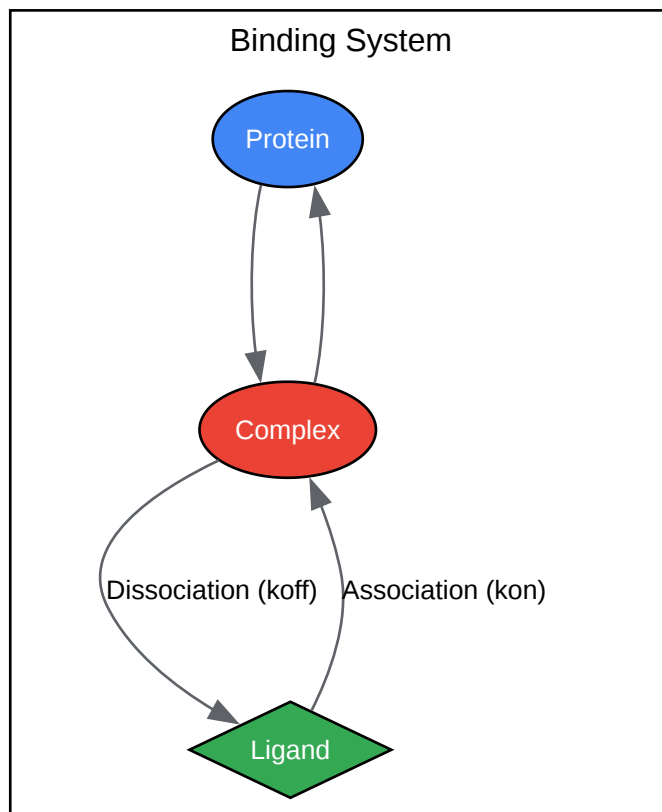 Binding System
Protein
Complex
Dissociation (koff)
Association (kon)
Ligand